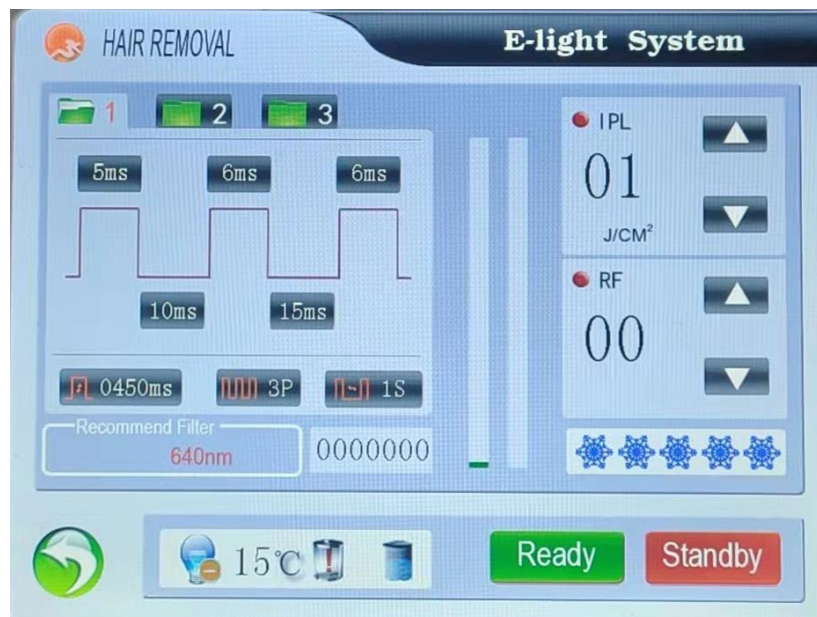 HAIR REMOVAL
E-light System
1 2 3
5ms 6ms 6ms
10ms 15ms
0450ms 3P 1S
Recommend Filter
640nm
0000000
IPL
01
J/CM²
RF
00
15℃
Ready Standby